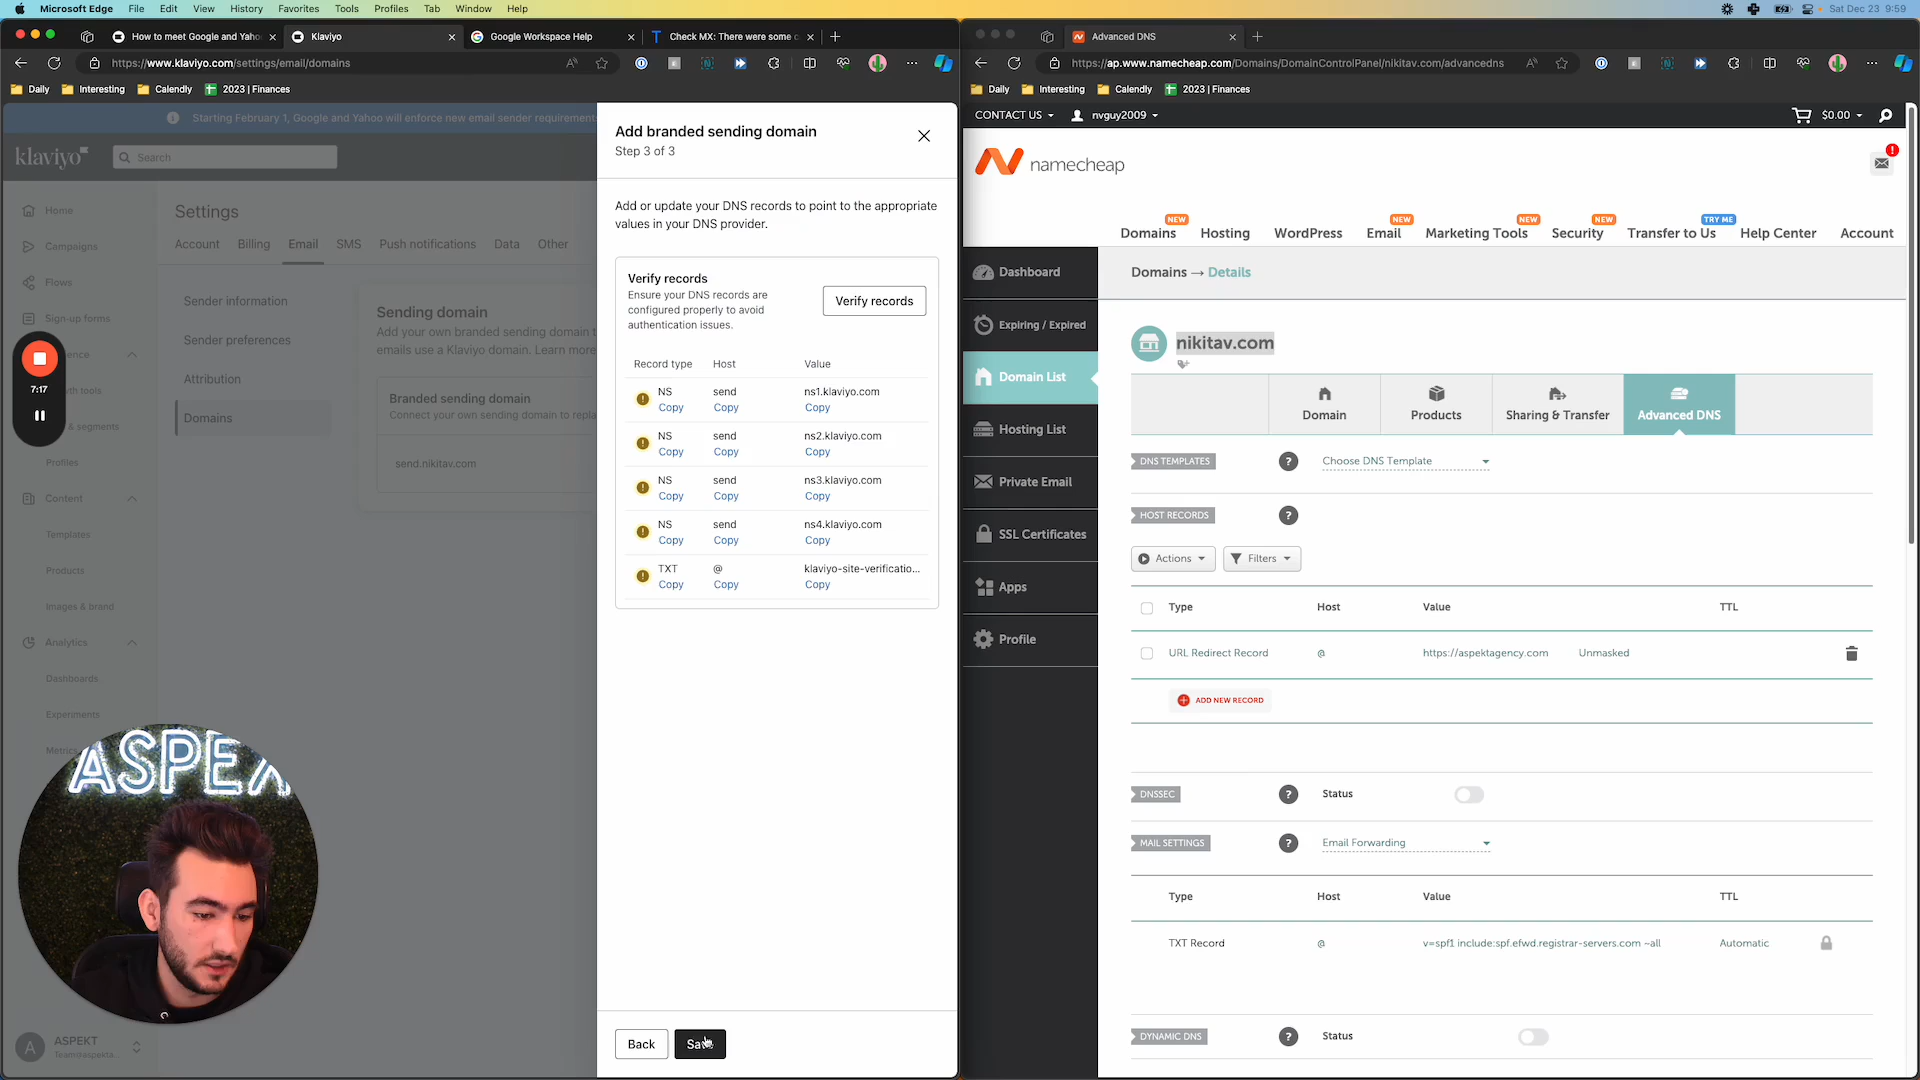 Microsoft Edge File Edit View History Favorites Tools Profiles Tab Window Help
Sat Dec 23 9:59
How to meet Google and Yaho
Klaviyo
Google Workspace Help
Check MX: There were some c
https://www.klaviyo.com/settings/email/domains
Daily Interesting Calendly 2023 | Finances
Starting February 1, Google and Yahoo will enforce new email sender requirements
klaviyo
Search
Home
Campaigns
Flows
Sign-up forms
7:17
Profiles
Content
Templates
Products
Images & brand
Analytics
Dashboards
Experiments
Metrics
ASPEKT
Settings
Account Billing Email SMS Push notifications Data Other
Sender information
Sender preferences
Attribution
Domains
Sending domain
Add your own branded sending domain t
emails use a Klaviyo domain. Learn more
Branded sending domain
Connect your own sending domain to repla
send.nikitav.com
Add branded sending domain
Step 3 of 3
Add or update your DNS records to point to the appropriate
values in your DNS provider.
Verify records
Ensure your DNS records are
configured properly to avoid
authentication issues.
Verify records
Record type Host Value
NS send ns1.klaviyo.com
Copy Copy Copy
NS send ns2.klaviyo.com
Copy Copy Copy
NS send ns3.klaviyo.com
Copy Copy Copy
NS send ns4.klaviyo.com
Copy Copy Copy
TXT @ klaviyo-site-verificatio...
Copy Copy Copy
Back
ASPE
A
Advanced DNS
https://ap.www.namecheap.com/Domains/DomainControlPanel/nikitav.com/advancedns
Daily Interesting Calendly 2023 | Finances
CONTACT US nvguy2009 $0.00
namecheap
NEW NEW NEW NEW TRY ME
Domains Hosting WordPress Email Marketing Tools Security Transfer to Us Help Center Account
Dashboard
Expiring / Expired
Domain List
Hosting List
Private Email
SSL Certificates
Apps
Profile
Domains → Details
nikitav.com
Domain Products Sharing & Transfer Advanced DNS
DNS TEMPLATES ? Choose DNS Template
HOST RECORDS ?
Actions Filters
Type Host Value TTL
URL Redirect Record @ https://aspektagency.com Unmasked
ADD NEW RECORD
DNSSEC ? Status
MAIL SETTINGS ? Email Forwarding
Type Host Value TTL
TXT Record @ v=spf1 include:spf.efwd.registrar-servers.com ~all Automatic
DYNAMIC DNS ? Status